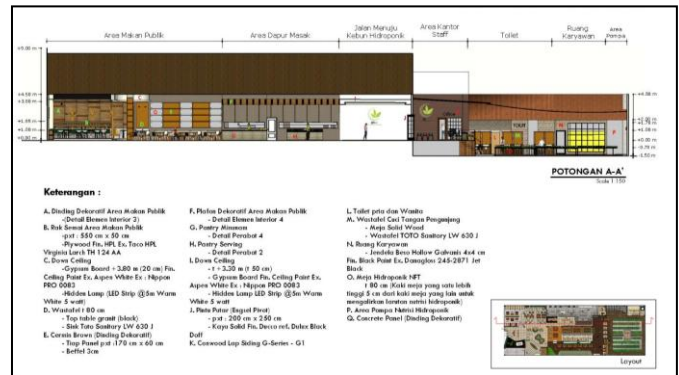 Area Makan Publik
Area Dapur Masak
Jalan Menuju
Kebun Hidroponik
Area Kantor
Staff
Toilet
Ruang
Karyawan
Area
POTONGAN A-A'
Keterangan :
A. Dinding Dekoratif Area Makan Publik
-(Detail Elemen Interior 3)
B. Rak Semai Area Makan Publik
-pxt : 550 cm x 50 cm
-Plywood Fin. HPL Ex. Taco HPL
Virginia Larch TH 124 AA
C. Down Ceiling
-Gypsum Board +3.80 m (20 cm) Fin.
Ceiling Paint Ex. Aspen White Ex : Nippon
PRO 0083
-Hidden Lamp (LED Strip @5m Warm
White 5 watt)
D. Wastafel t 80 cm
- Top table granit (black)
- Sink Toto Sanitary LW 630 J
E. Cermin Brown (Dinding Dekoratif)
- Tiap Panel pxt :170 cm x 60 cm
- Beffel 3cm
F. Plafon Dekoratif Area Makan Publik
- Detail Elemen Interior 4
G. Pantry Minuman
- Detail Perabot 4
H. Pantry Serving
- Detail Perabot 2
I. Down Ceiling
- t +3.30 m (t 50 cm)
- Gypsum Board Fin. Ceiling Paint Ex.
Aspen White Ex : Nippon PRO 0083
- Hidden Lamp (LED Strip @5m Warm
White 5 watt
J. Pintu Putar (Engsel Pivot)
- pxt : 200 cm x 250 cm
- Kayu Solid Fin. Decco ref. Dulux Black
Doff
K. Conwood Lap Siding G-Series - G1
L. Toilet pria dan Wanita
M. Wastafel Cuci Tangan Pengunjung
- Meja Solid Wood
- Wastafel TOTO Sanitary LW 630 J
N. Ruang Karyawan
- Jendela Besa Hollow Galvanis 4x4 cm
Fin. Black Paint Ex. Danagloss 245-2871 Jet
Black
O. Meja Hidroponik NFT
t 80 cm (Kaki meja yang satu lebih
tinggi 5 cm dari kaki meja yang lain untuk
mengalirkan larutan nutrisi hidroponik)
P. Area Pompa Nutrisi Hidroponik
Q. Concrete Panel (Dinding Dekoratif)
Layout